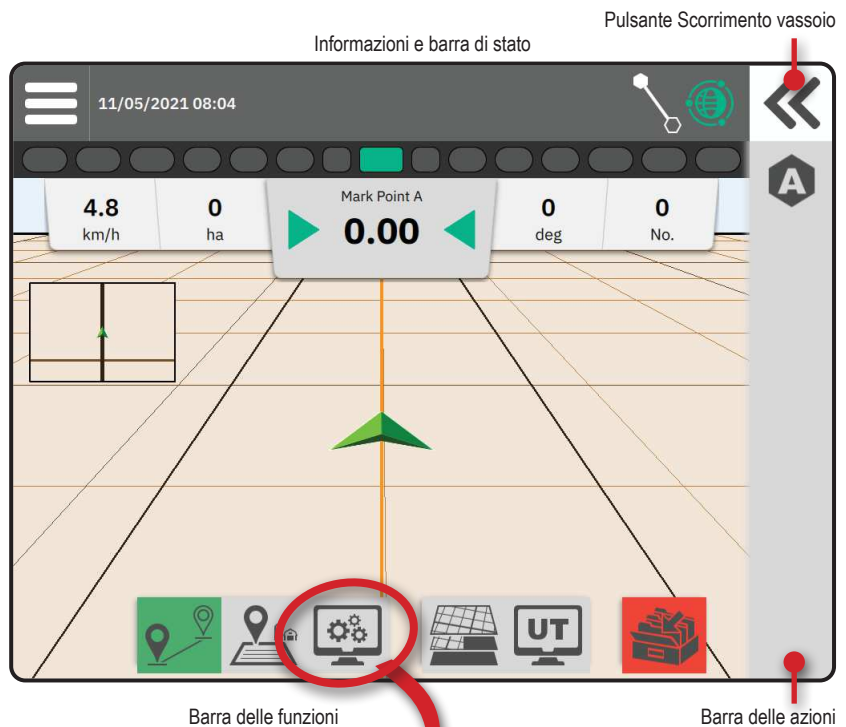 Pulsante Scorrimento vassoio
Informazioni e barra di stato
11/05/2021 08:04
A
4.8
km/h
0
ha
Mark Point A
0.00
0
deg
0
No.
UT
Barra delle funzioni
Barra delle azioni